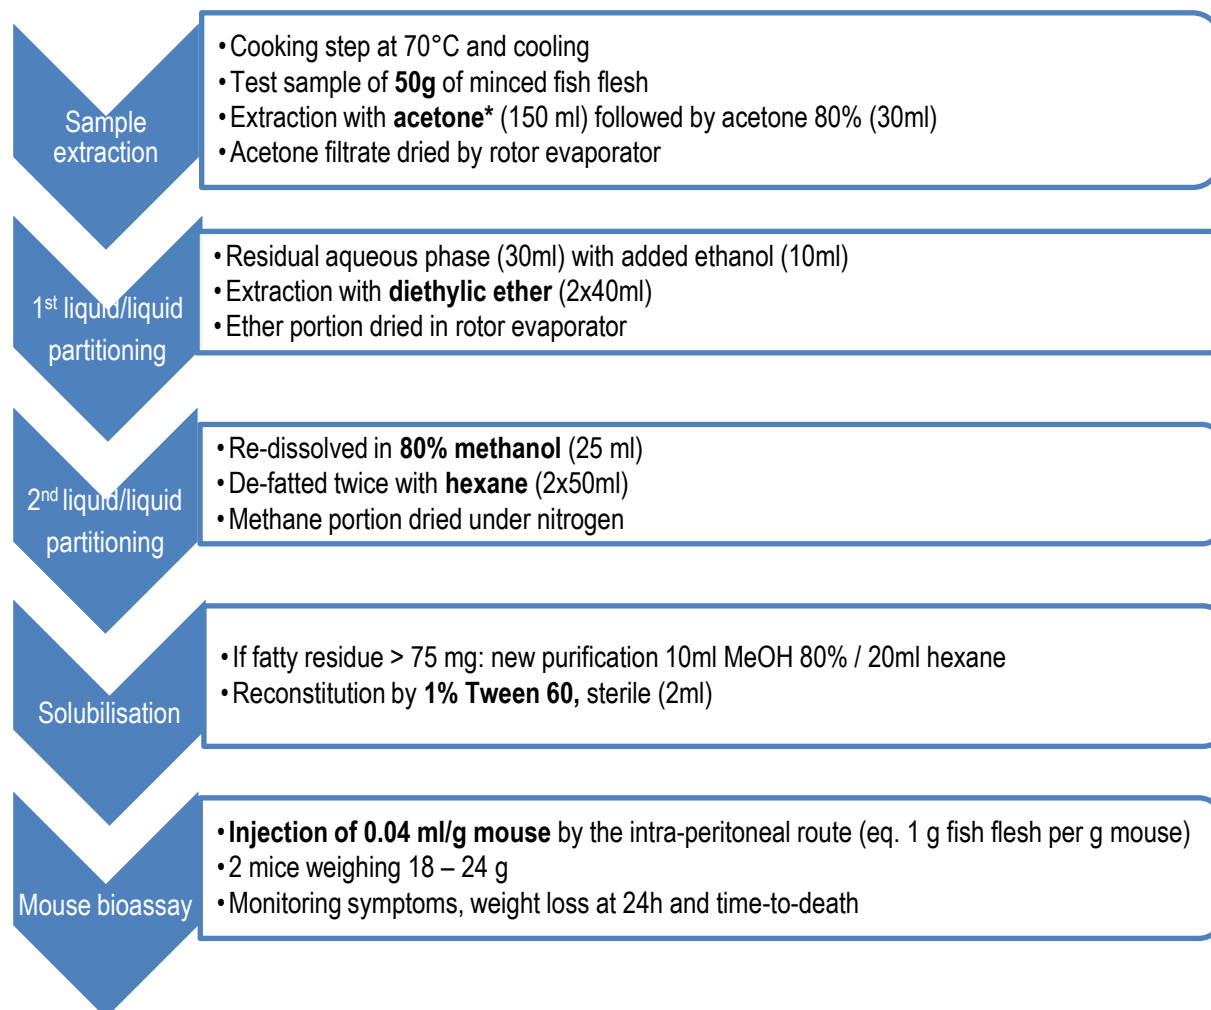 Sample
extraction
•Cooking step at 70°C and cooling
•Test sample of 50g of minced fish flesh
•Extraction with acetone* (150 ml) followed by acetone 80% (30ml)
•Acetone filtrate dried by rotor evaporator
1st liquid/liquid
partitioning
•Residual aqueous phase (30ml) with added ethanol (10ml)
•Extraction with diethylic ether (2x40ml)
•Ether portion dried in rotor evaporator
2nd liquid/liquid
partitioning
•Re-dissolved in 80% methanol (25 ml)
•De-fatted twice with hexane (2x50ml)
•Methane portion dried under nitrogen
Solubilisation
•If fatty residue > 75 mg: new purification 10ml MeOH 80% / 20ml hexane
•Reconstitution by 1% Tween 60, sterile (2ml)
Mouse bioassay
•Injection of 0.04 ml/g mouse by the intra-peritoneal route (eq. 1 g fish flesh per g mouse)
•2 mice weighing 18 – 24 g
•Monitoring symptoms, weight loss at 24h and time-to-death